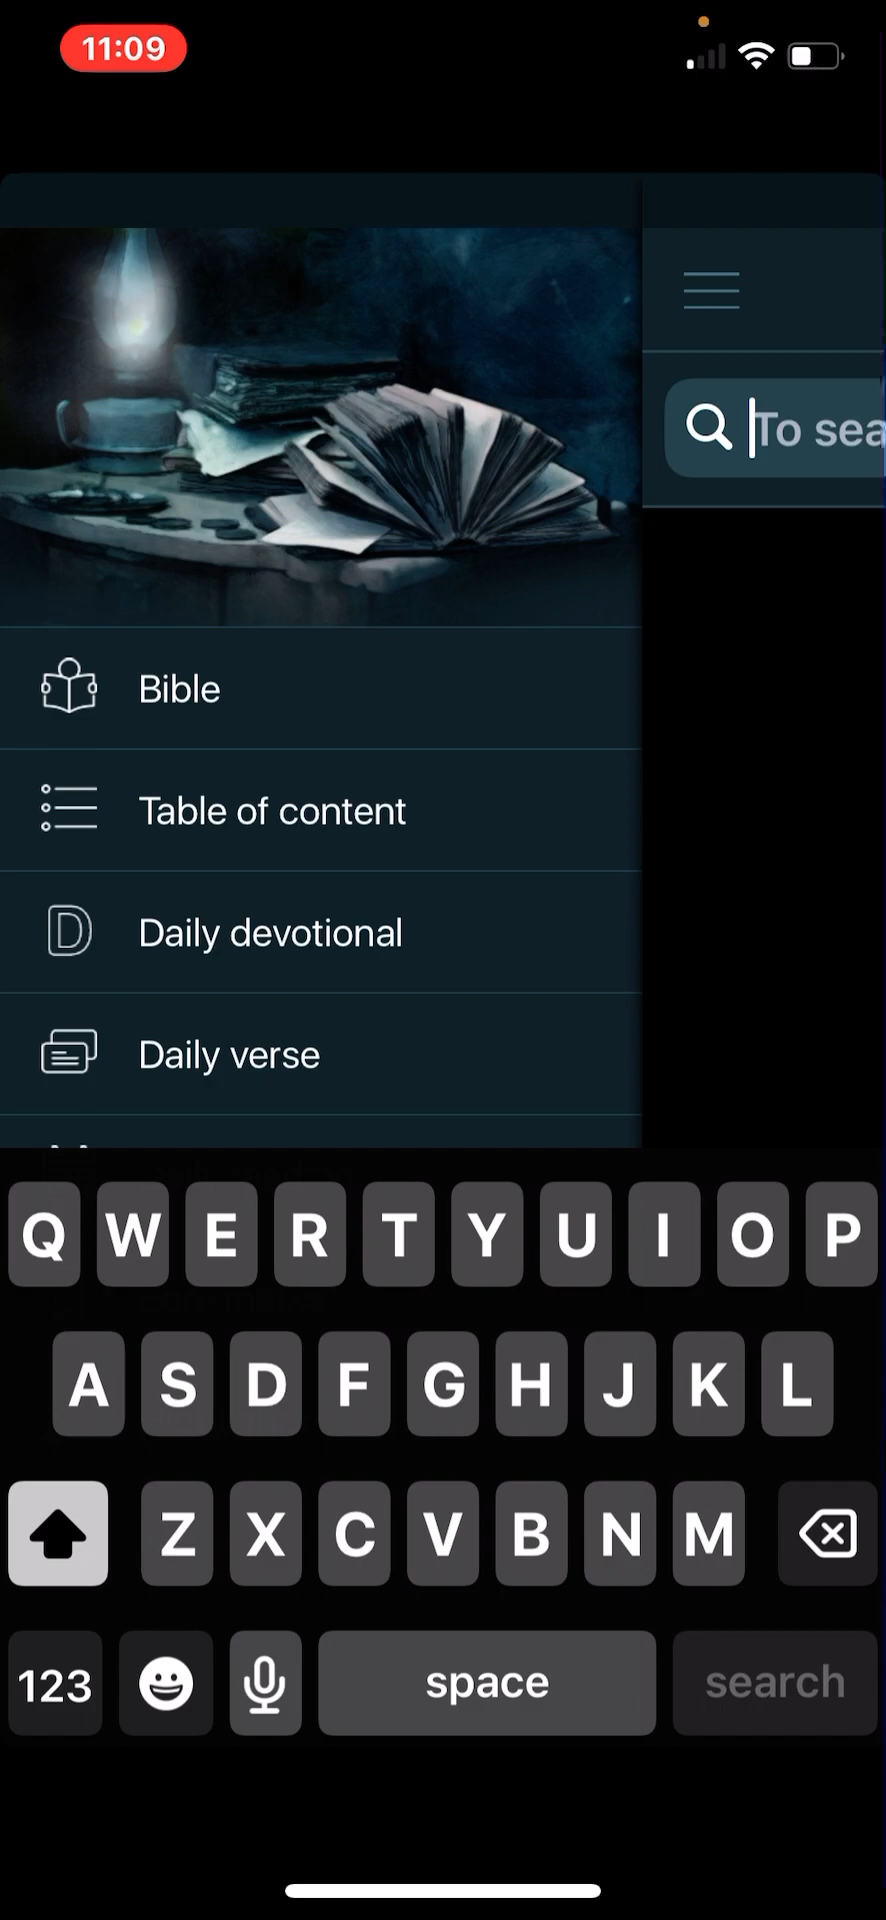 11:09
To sea
Bible
Table of content
D Daily devotional
Daily verse
Q W E R T Y U I O P
A S D F G H J K L
Z X C V B N M
123 space search